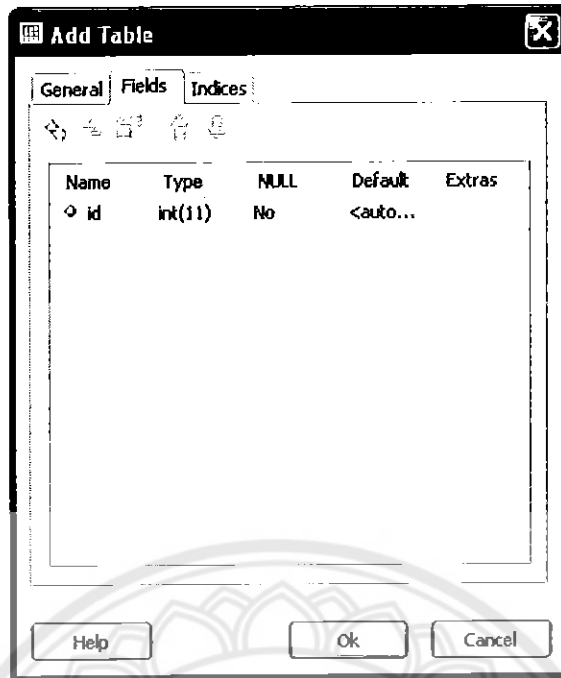 Add Table
General Fields Indices
Name Type NULL Default Extras
id int(11) No <auto...
Help Ok Cancel